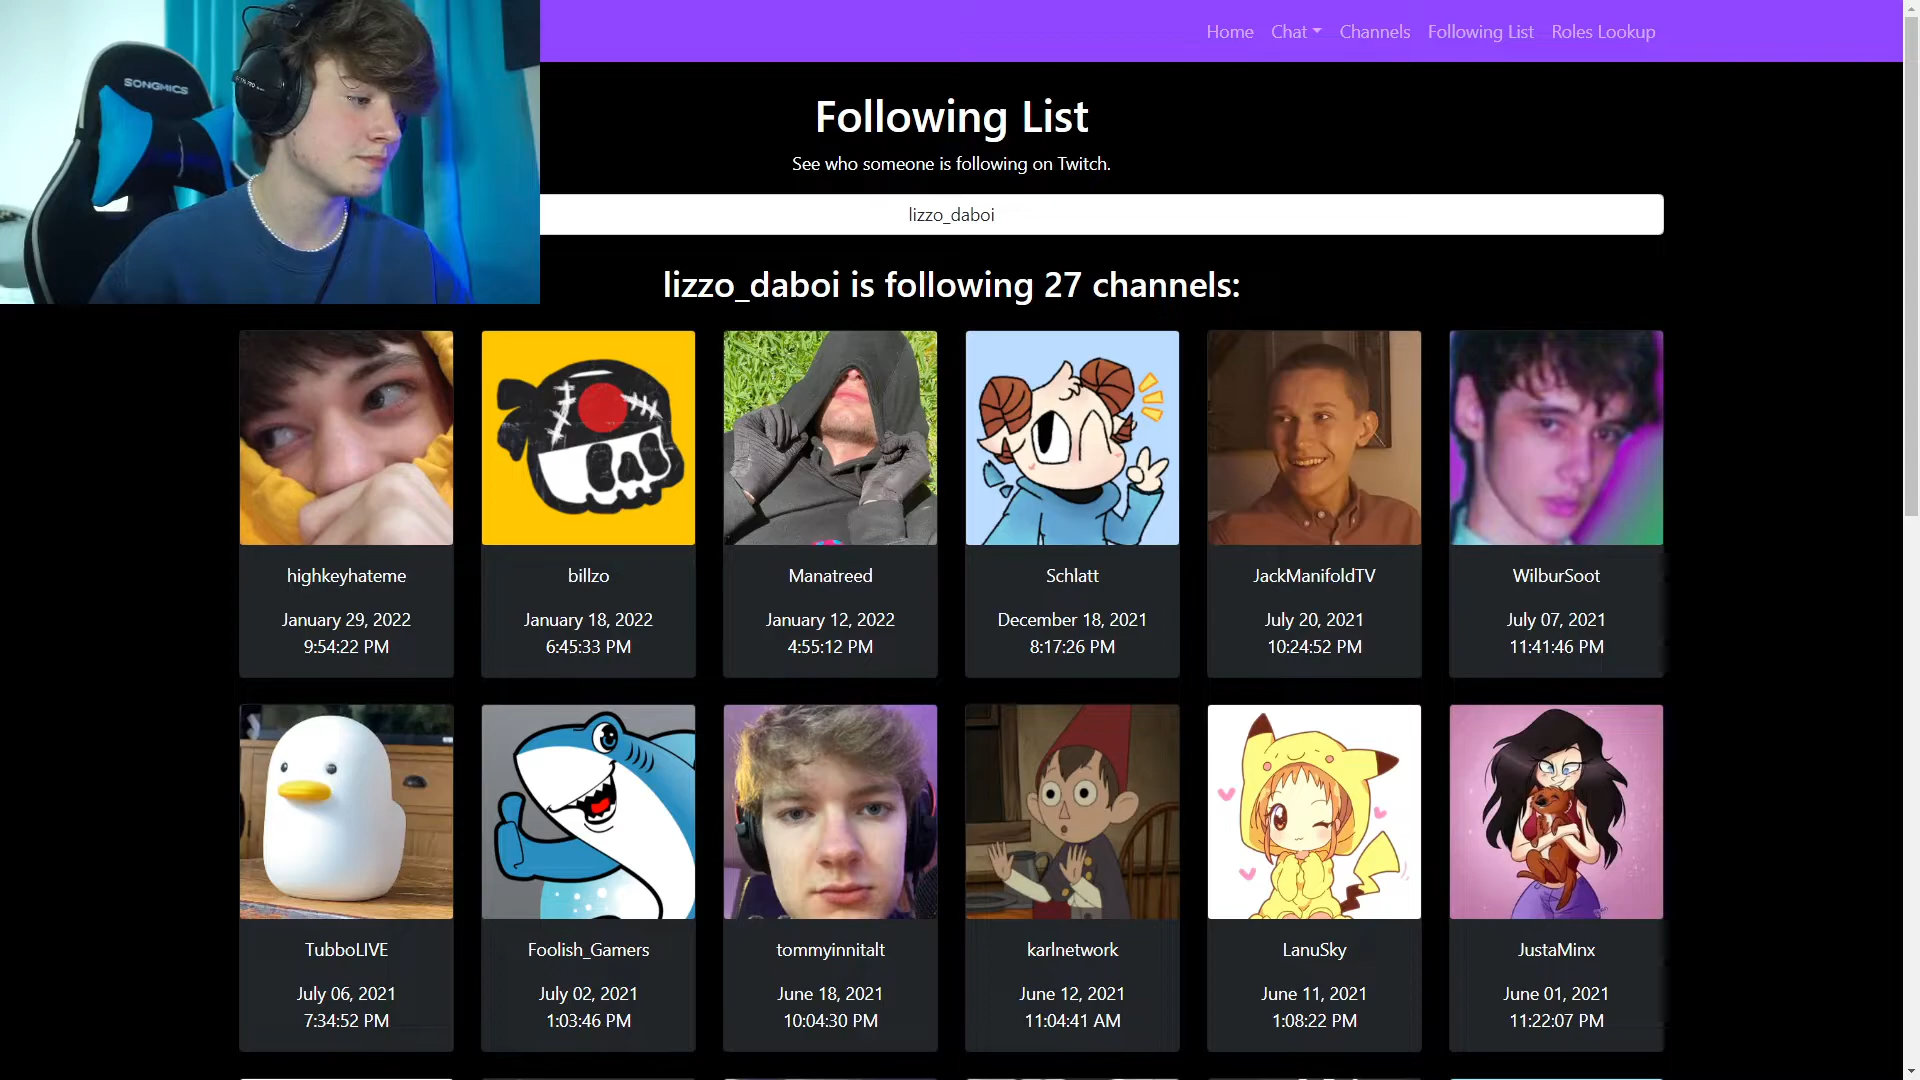 SONGMICS
Home Chat Channels Following List Roles Lookup
Following List
See who someone is following on Twitch.
lizzo_daboi
lizzo_daboi is following 27 channels:
highkeyhateme
January 29, 2022
9:54:22 PM
billzo
January 18, 2022
6:45:33 PM
Manatreed
January 12, 2022
4:55:12 PM
Schlatt
December 18, 2021
8:17:26 PM
JackManifoldTV
July 20, 2021
10:24:52 PM
WilburSoot
July 07, 2021
11:41:46 PM
TubboLIVE
July 06, 2021
7:34:52 PM
Foolish_Gamers
July 02, 2021
1:03:46 PM
tommyinnitalt
June 18, 2021
10:04:30 PM
karlnetwork
June 12, 2021
11:04:41 AM
LanuSky
June 11, 2021
1:08:22 PM
JustaMinx
June 01, 2021
11:22:07 PM